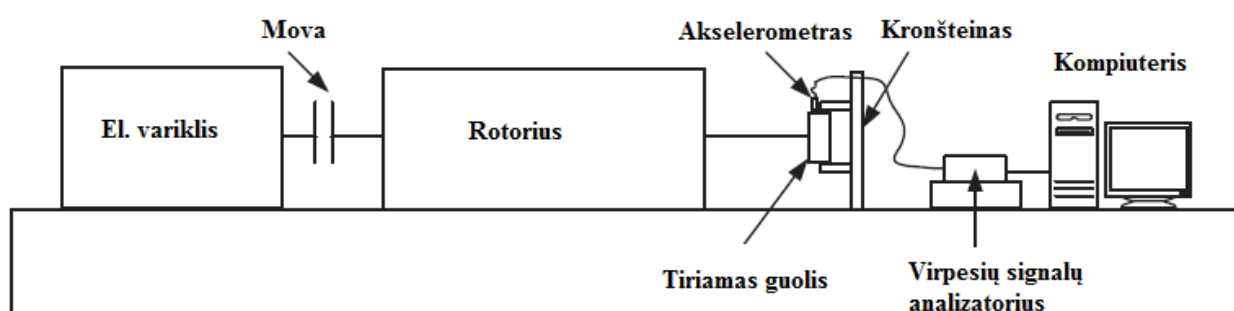 Mova
Akselerometras
Kronšteinas
Kompiuteris
El. variklis
Rotorius
Tiriamas guolis
Virpesių signalų
analizatorius